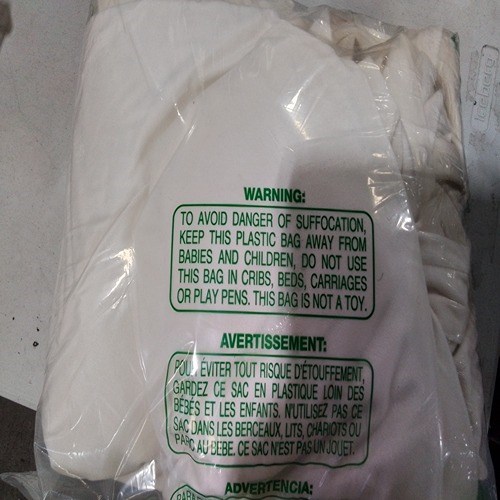 WARNING:
TO AVOID DANGER OF SUFFOCATION,
KEEP THIS PLASTIC BAG AWAY FROM
BABIES AND CHILDREN, DO NOT USE
THIS BAG IN CRIBS, BEDS, CARRIAGES
OR PLAY PENS. THIS BAG IS NOT A TOY.
AVERTISSEMENT:
POUR ÉVITER TOUT RISQUE D'ÉTOUFFEMENT,
GARDEZ CE SAC EN PLASTIQUE LOIN DES
BÉBÉS ET LES ENFANTS. N'UTILISEZ PAS CE
SAC DANS LES BERCEAUX, LITS, CHARIOTS OU
PARC AU BEBE. CE SAC N'EST PAS UN JOUET.
ADVERTENCIA: